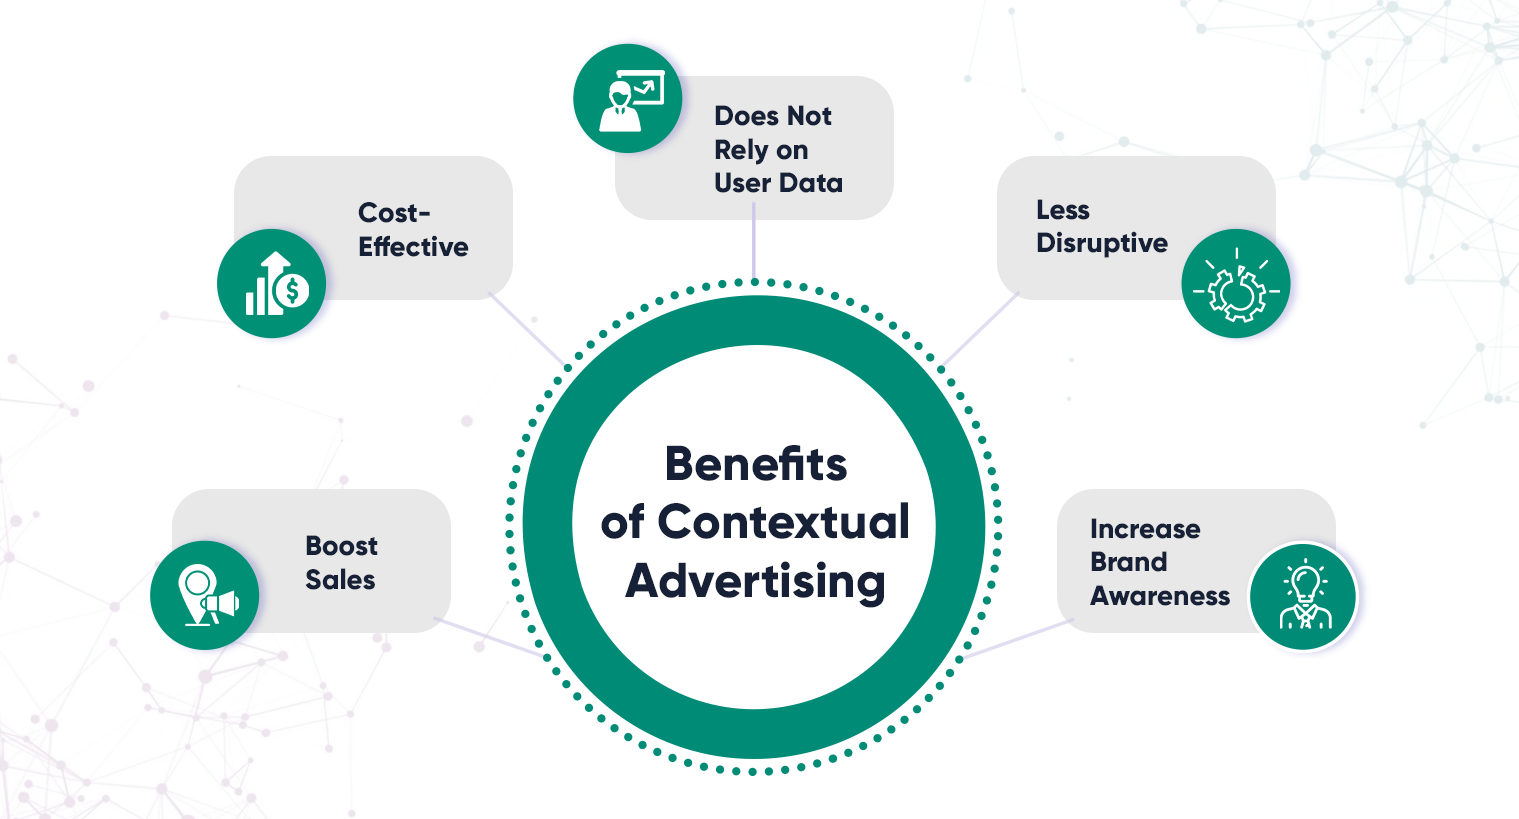 Does Not
Rely on
User Data
Cost-
Effective
$
Less
Disruptive
Benefits
of Contextual
Advertising
Boost
Sales
Increase
Brand
Awareness